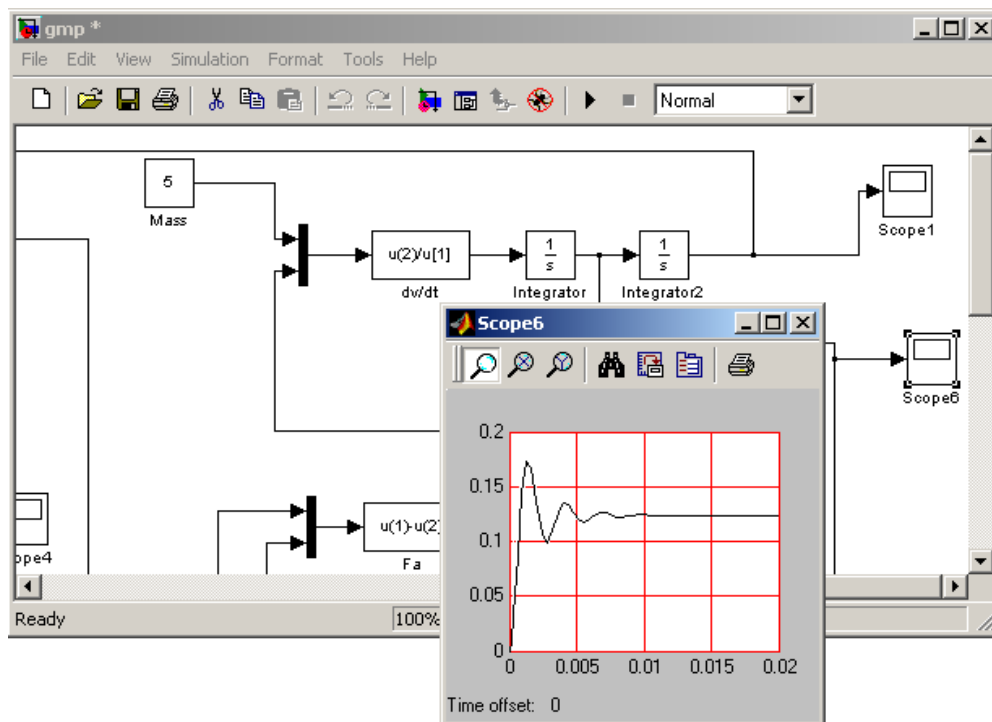 gmp *
File Edit View Simulation Format Tools Help
Normal
5
Mass
u(2)/u[1]
dv/dt
1
s
Integrator
1
s
Integrator2
Scope1
Scope6
ope4
u(1)-u(2)
Fa
Ready
100%
Scope6
0.2
0.15
0.1
0.05
0
0 0.005 0.01 0.015 0.02
Time offset: 0